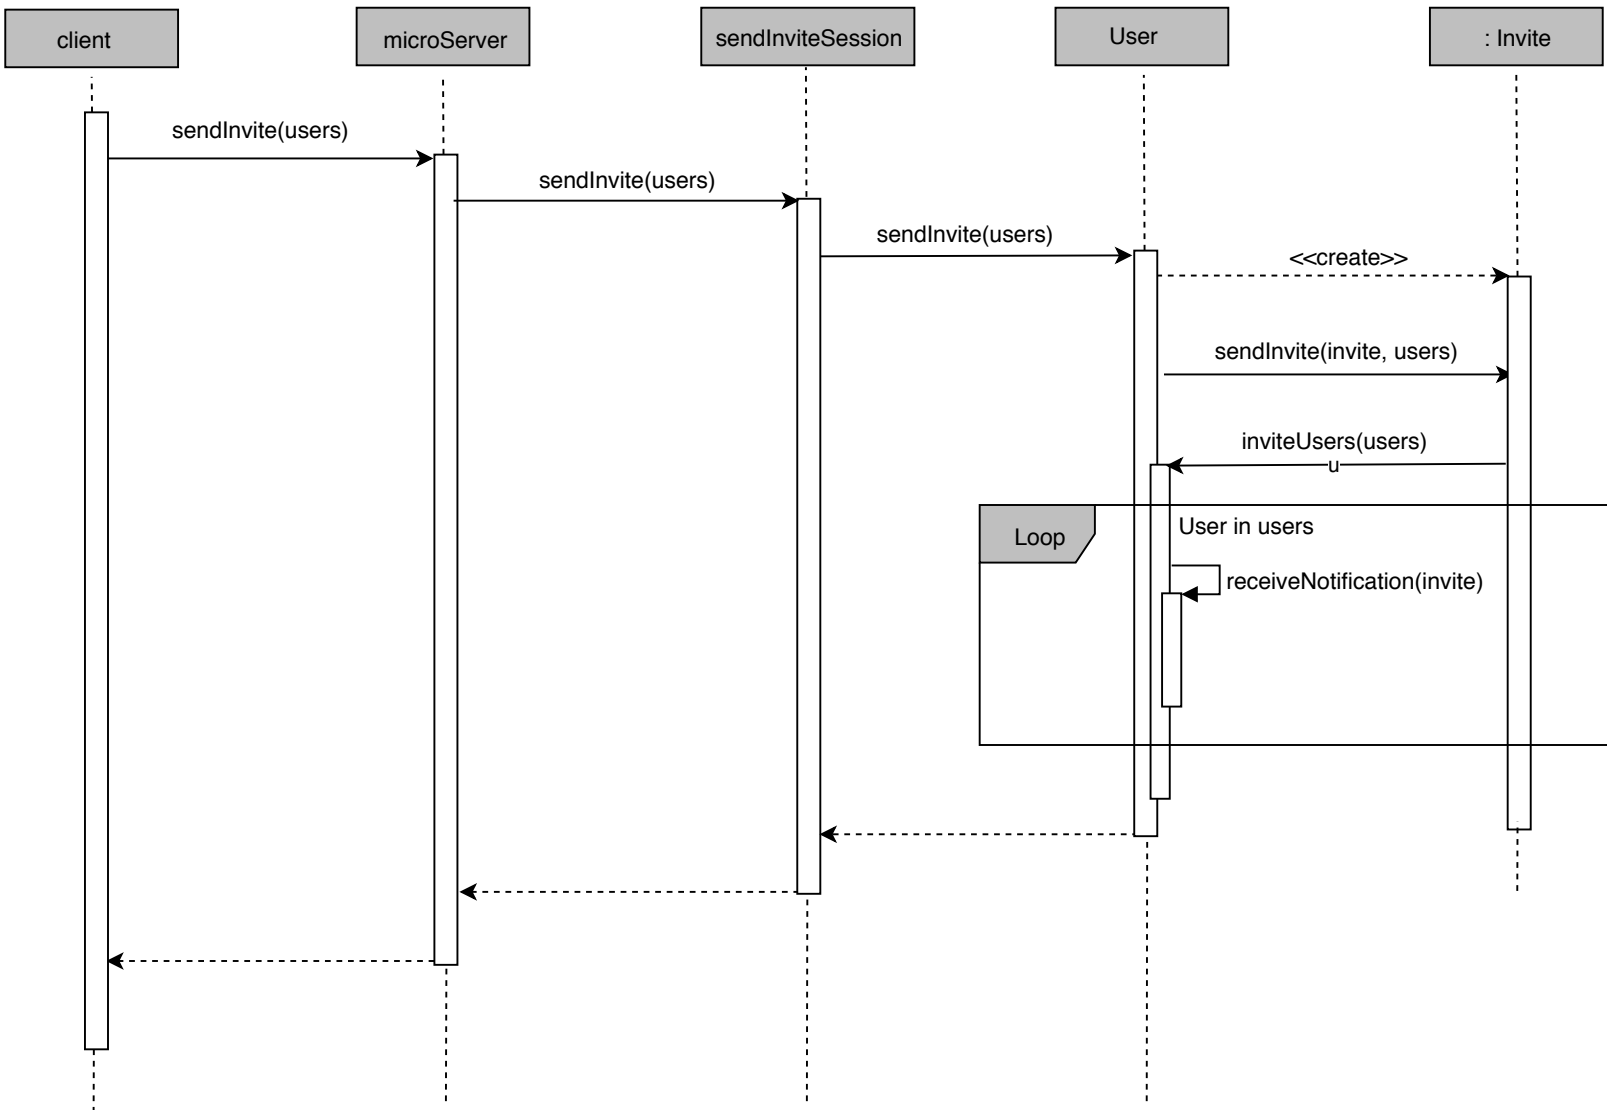 client
microServer
sendInviteSession
User
: Invite
sendInvite(users)
sendInvite(users)
sendInvite(users)
<<create>>
sendInvite(invite, users)
inviteUsers(users)
u
Loop
User in users
receiveNotification(invite)